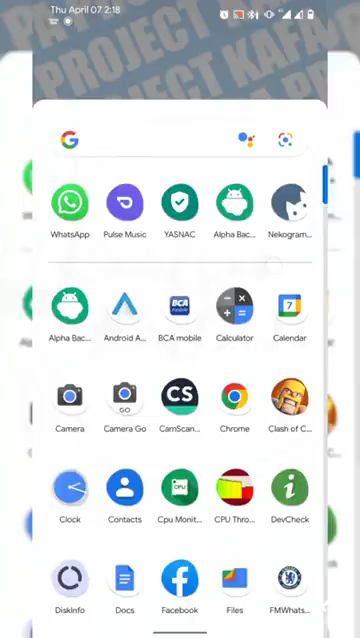 Thu April 07 2:18
PROJECT KAFA
PROJECT KAFA
WhatsApp
Pulse Music
YASNAC
Alpha Bac...
Nekogram...
Alpha Bac...
Android A...
BCA mobile
Calculator
Calendar
Camera
Camera Go
CamScan...
Chrome
Clash of C...
Clock
Contacts
Cpu Monit...
CPU Thro...
DevCheck
DiskInfo
Docs
Facebook
Files
FMWhats...